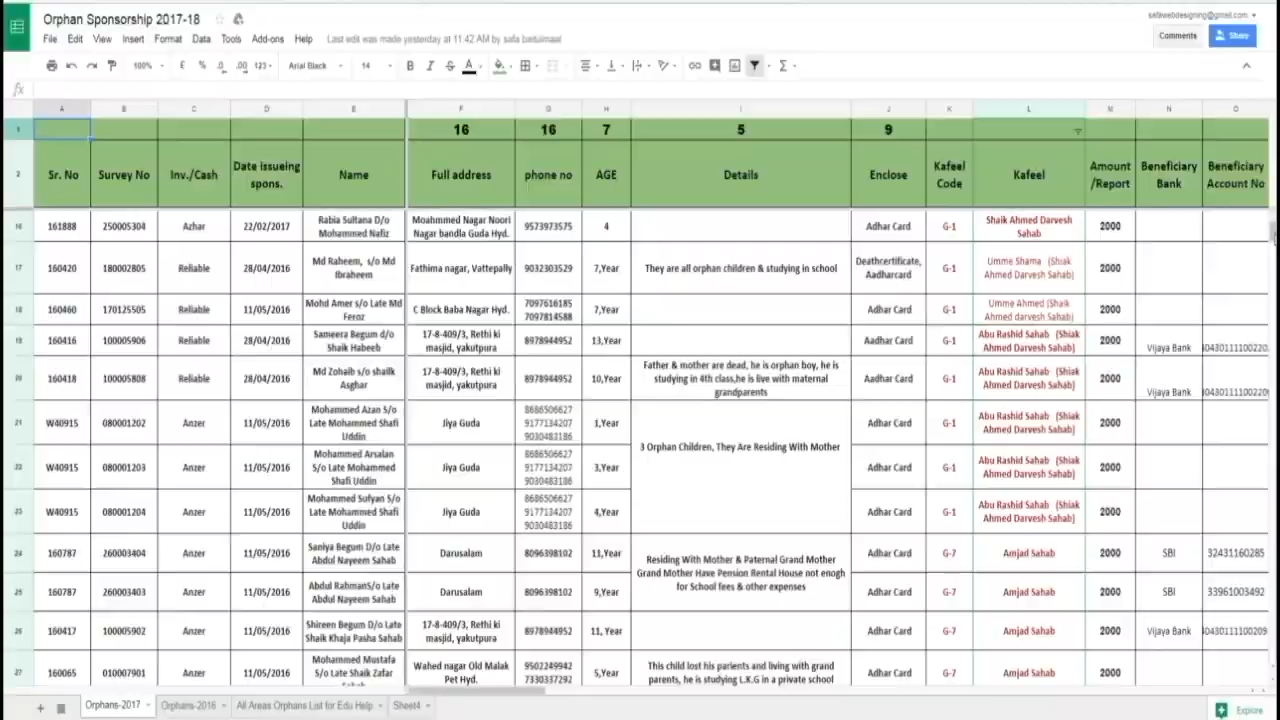 Orphan Sponsorship 2017-18
safawebdesigning@gmail.com
File Edit View Insert Format Data Tools Add-ons Help Last edit was made yesterday at 11:42 AM by safa baitulmaal
Comments Share
100% £ % .0 .00 123 Arial Black 14 B I S A Σ
fx
A B C D E F G H I J K L M N O
1 16 16 7 5 9
2 Sr. No Survey No Inv./Cash Date issueing spons. Name Full address phone no AGE Details Enclose Kafeel Code Kafeel Amount /Report Beneficiary Bank Beneficiary Account No
16 161888 250005304 Azhar 22/02/2017 Rabia Sultana D/o Mohammed Nafiz Moahmmed Nagar Noori Nagar bandla Guda Hyd. 9573973575 4 Adhar Card G-1 Shaik Ahmed Darvesh Sahab 2000
17 160420 180002805 Reliable 28/04/2016 Md Raheem, s/o Md Ibraheem Fathima nagar, Vattepally 9032303529 7,Year They are all orphan children & studying in school Deathcertificate, Aadharcard G-1 Umme Shama (Shaik Ahmed Darvesh Sahab) 2000
18 160460 170125505 Reliable 11/05/2016 Mohd Amer s/o Late Md Feroz C Block Baba Nagar Hyd. 7097616185 7097814588 7,Year Adhar Card G-1 Umme Ahmed (Shaik Ahmed darvesh Sahab) 2000
19 160416 100005906 Reliable 28/04/2016 Sameera Begum d/o Shaik Habeeb 17-8-409/3, Rethi ki masjid, yakutpura 8978944952 13,Year Aadhar Card G-1 Abu Rashid Sahab (Shiak Ahmed Darvesh Sahab) 2000 Vijaya Bank
20 160418 100005808 Reliable 28/04/2016 Md Zohaib s/o shailk Asghar 17-8-409/3, Rethi ki masjid, yakutpura 8978944952 10,Year Father & mother are dead, he is orphan boy, he is studying in 4th class,he is live with maternal grandparents Aadhar Card G-1 Abu Rashid Sahab (Shiak Ahmed Darvesh Sahab) 2000 Vijaya Bank
21 W40915 080001202 Anzer 11/05/2016 Mohammed Azan S/o Late Mohammed Shafi Uddin Jiya Guda 8686506627 9177134207 9030483186 1,Year 3 Orphan Children, They Are Residing With Mother Adhar Card G-1 Abu Rashid Sahab (Shiak Ahmed Darvesh Sahab) 2000
22 W40915 080001203 Anzer 11/05/2016 Mohammed Arsalan S/o Late Mohammed Shafi Uddin Jiya Guda 8686506627 9177134207 9030483186 3,Year Adhar Card G-1 Abu Rashid Sahab (Shiak Ahmed Darvesh Sahab) 2000
23 W40915 080001204 Anzer 11/05/2016 Mohammed Sufyan S/o Late Mohammed Shafi Uddin Jiya Guda 8686506627 9177134207 9030483186 4,Year Adhar Card G-1 Abu Rashid Sahab (Shiak Ahmed Darvesh Sahab) 2000
24 160787 260003404 Anzer 11/05/2016 Saniya Begum D/o Late Abdul Nayeem Sahab Darusalam 8096398102 11,Year Residing With Mother & Paternal Grand Mother Grand Mother Have Pension Rental House not enogh for School fees & other expenses Adhar Card G-7 Amjad Sahab 2000 SBI 32431160285
25 160787 260003403 Anzer 11/05/2016 Abdul RahmanS/o Late Abdul Nayeem Sahab Darusalam 8096398102 9,Year Adhar Card G-7 Amjad Sahab 2000 SBI 33961003492
26 160417 100005902 Anzer 11/05/2016 Shireen Begum D/o Late Shaik Khaja Pasha Sahab 17-8-409/3, Rethi ki masjid, yakutpura 8978944952 11, Year Adhar Card G-7 Amjad Sahab 2000 Vijaya Bank
27 160065 010007901 Anzer 11/05/2016 Mohammed Mustafa S/o Late Shaik Zafar Wahed nagar Old Malak Pet Hyd. 9502249942 7330337292 5,Year This child lost his parients and living with grand parents, he is studying L.K.G in a private school Adhar Card G-7 Amjad Sahab 2000
Orphans-2017 Orphans-2016 All Areas Orphans List for Edu Help Sheet4 Explore